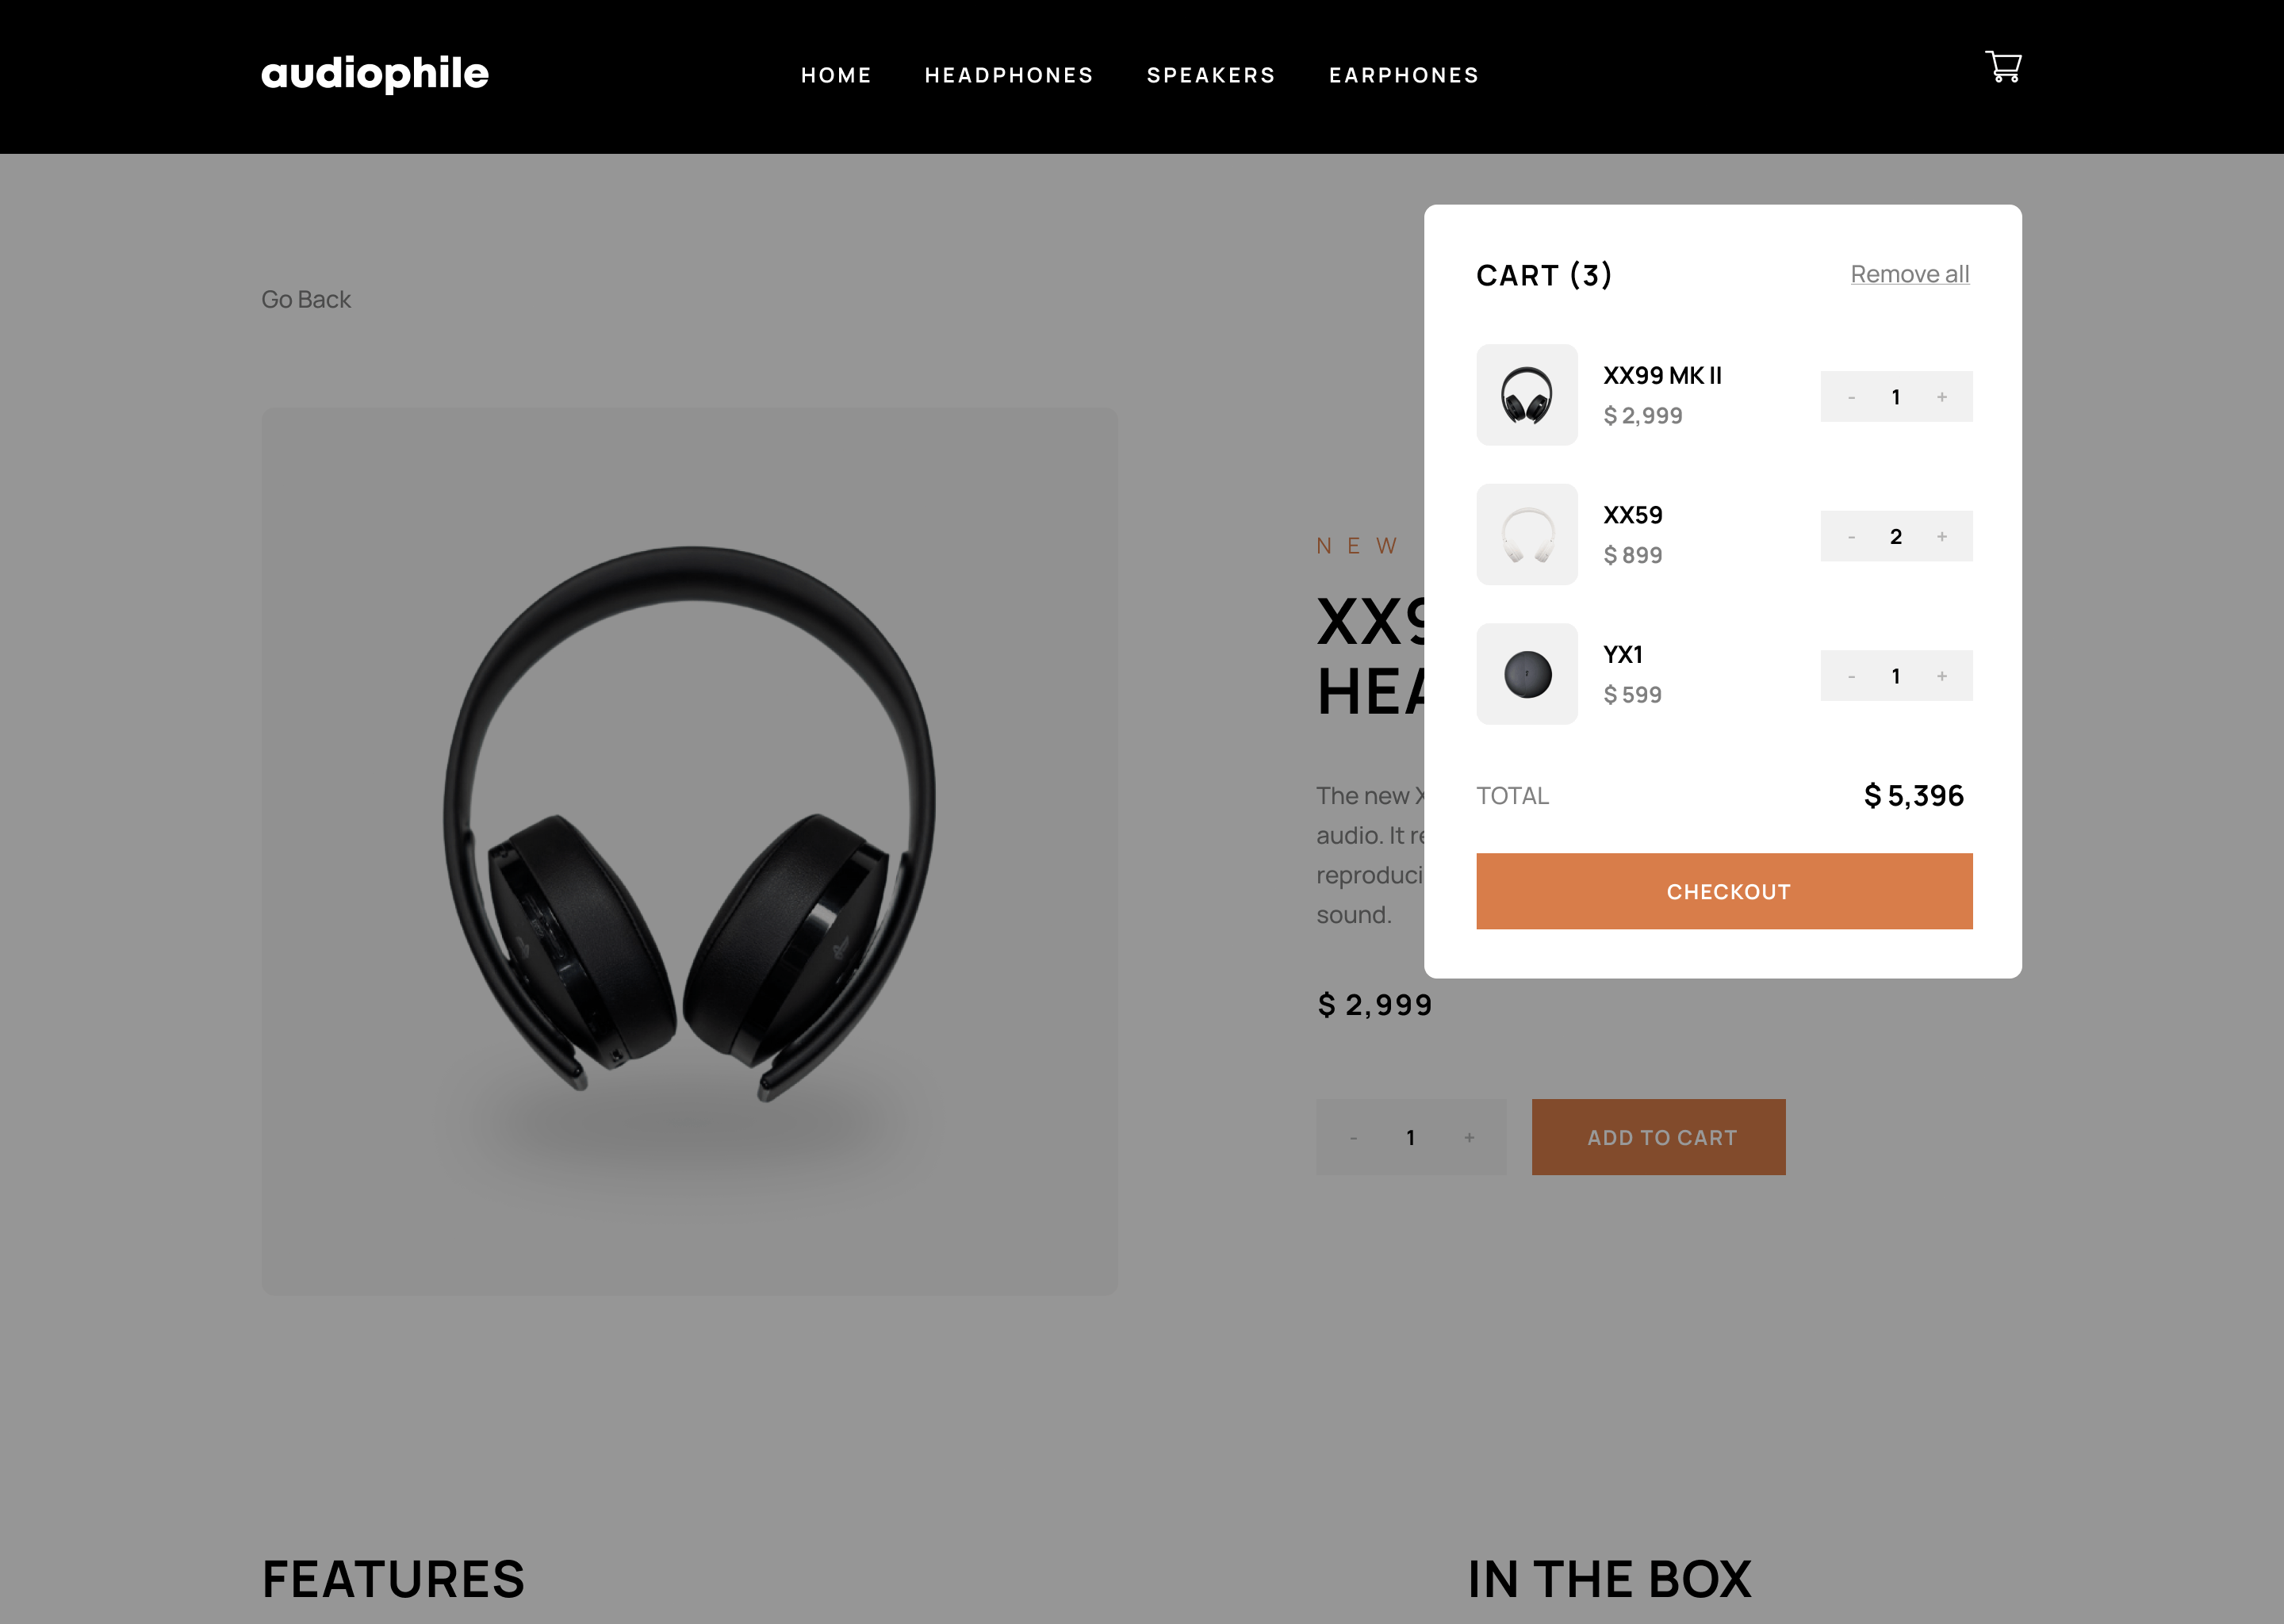 audiophile
HOME HEADPHONES SPEAKERS EARPHONES
Go Back
CART (3) Remove all
XX99 MK II
$ 2,999
- 1 +
XX59
$ 899
- 2 +
YX1
$ 599
- 1 +
TOTAL $ 5,396
CHECKOUT
NEW
XX9
HEA
The new X
audio. It re
reproduci
sound.
$ 2,999
- 1 +
ADD TO CART
FEATURES
IN THE BOX